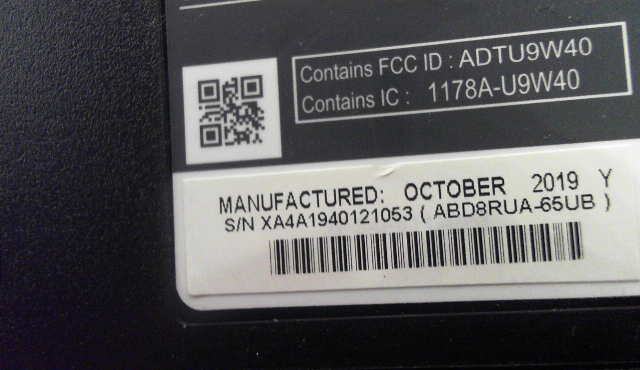 Contains FCC ID : ADTU9W40
Contains IC : 1178A-U9W40
MANUFACTURED: OCTOBER 2019 Y
S/N XA4A1940121053 ( ABD8RUA-65UB )